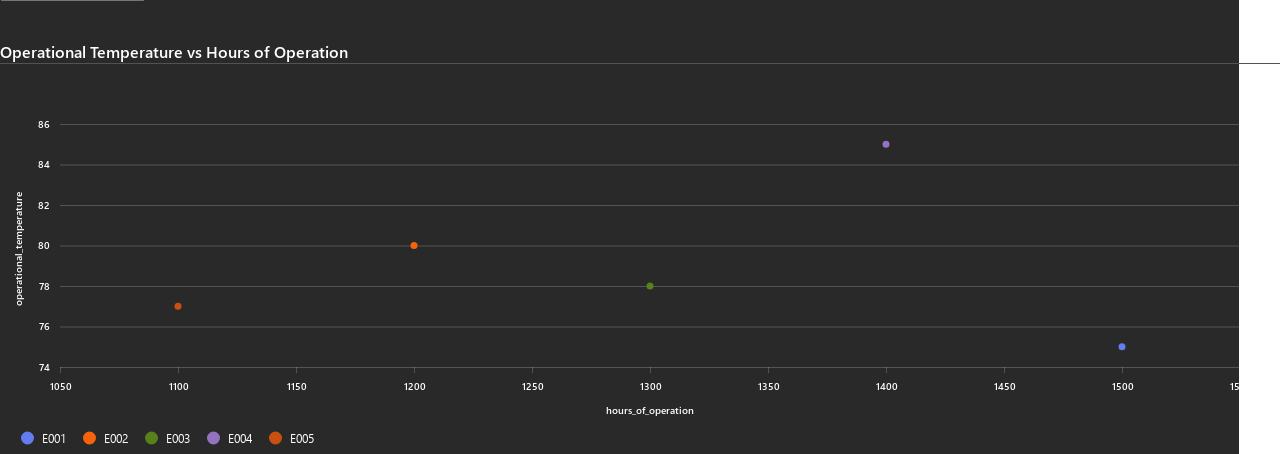 Operational Temperature vs Hours of Operation
86
84
82
80
78
76
74
operational_temperature
1050 1100 1150 1200 1250 1300 1350 1400 1450 1500 15
hours_of_operation
E001 E002 E003 E004 E005